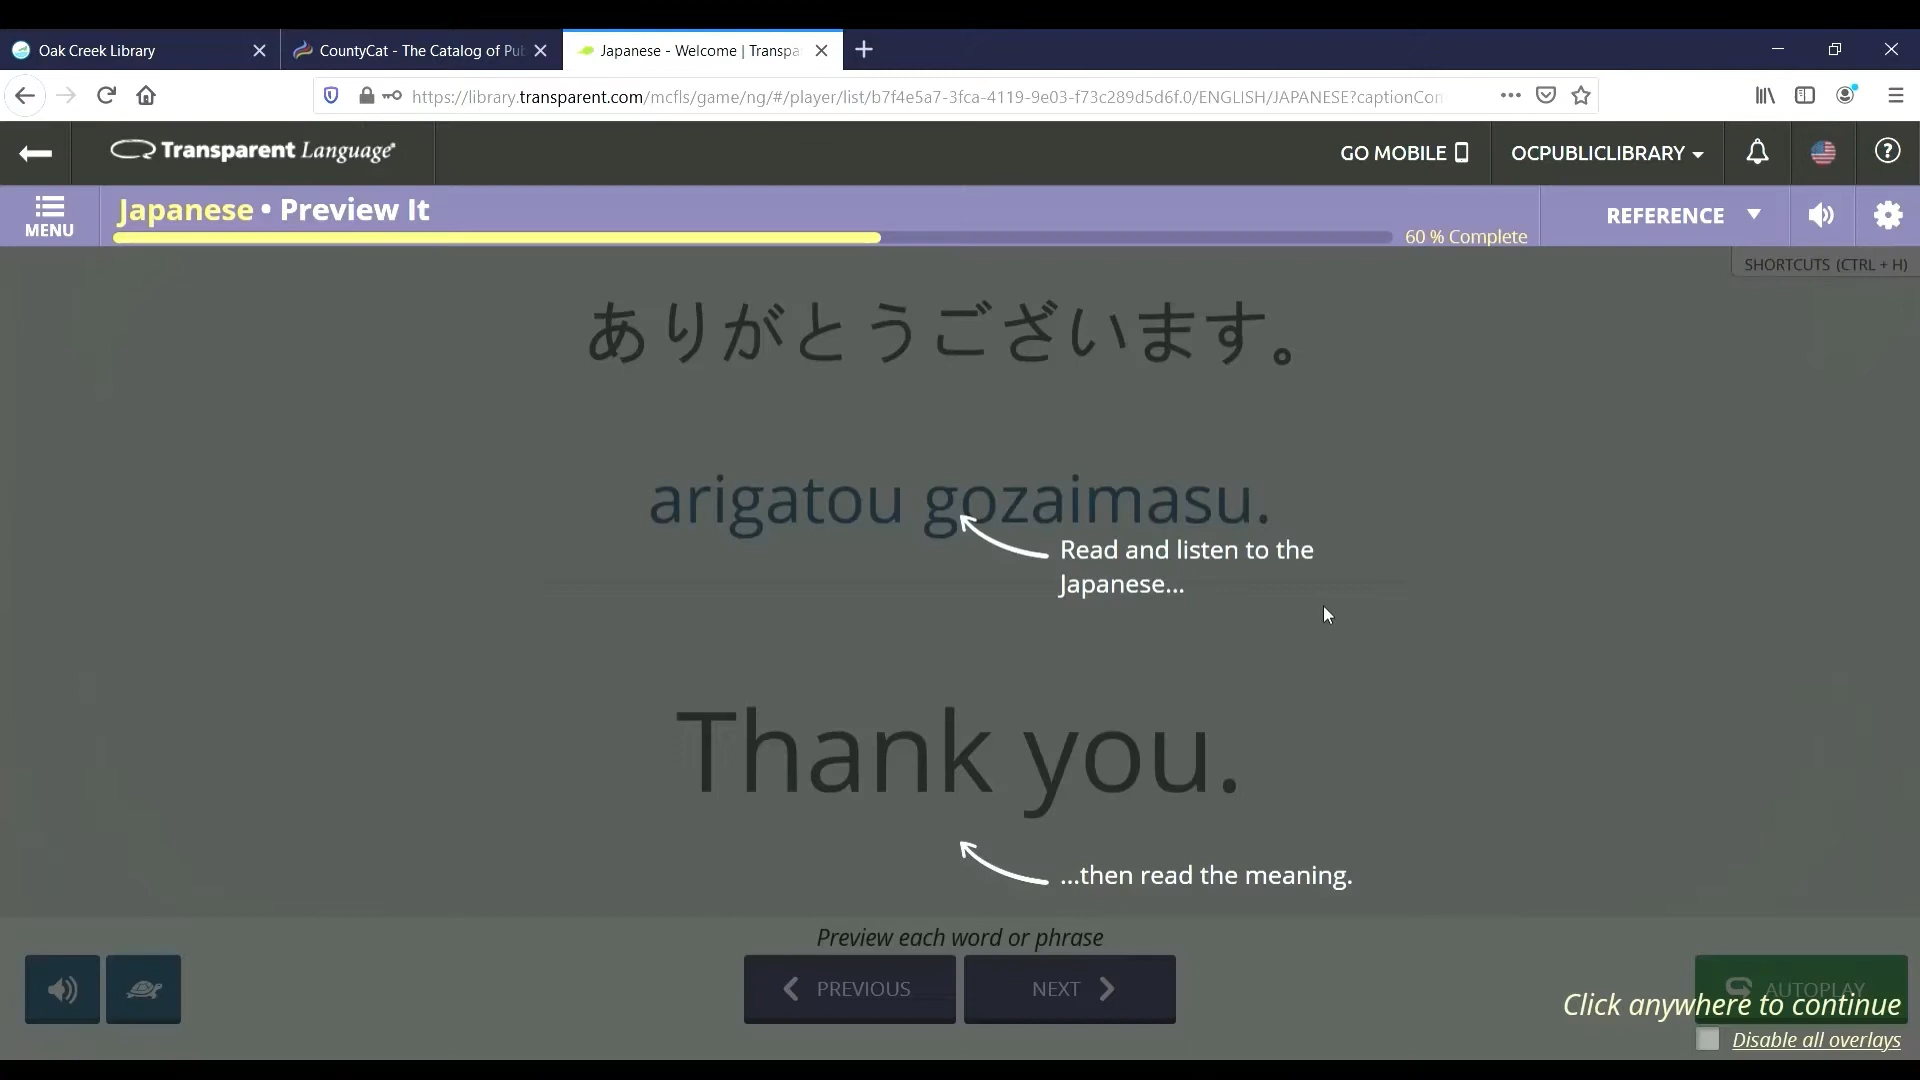 Oak Creek Library
CountyCat - The Catalog of Pu
Japanese - Welcome | Transpa
https://library.transparent.com/mcfls/game/ng/#/player/list/b7f4e5a7-3fca-4119-9e03-f73c289d5d6f.0/ENGLISH/JAPANESE?captionCon
Transparent Language
GO MOBILE
OCPUBLICLIBRARY
MENU
Japanese • Preview It
60 % Complete
REFERENCE
SHORTCUTS (CTRL + H)
ありがとうございます。
arigatou gozaimasu.
Read and listen to the
Japanese...
Thank you.
...then read the meaning.
Preview each word or phrase
PREVIOUS
NEXT
AUTOPLAY
Click anywhere to continue
Disable all overlays